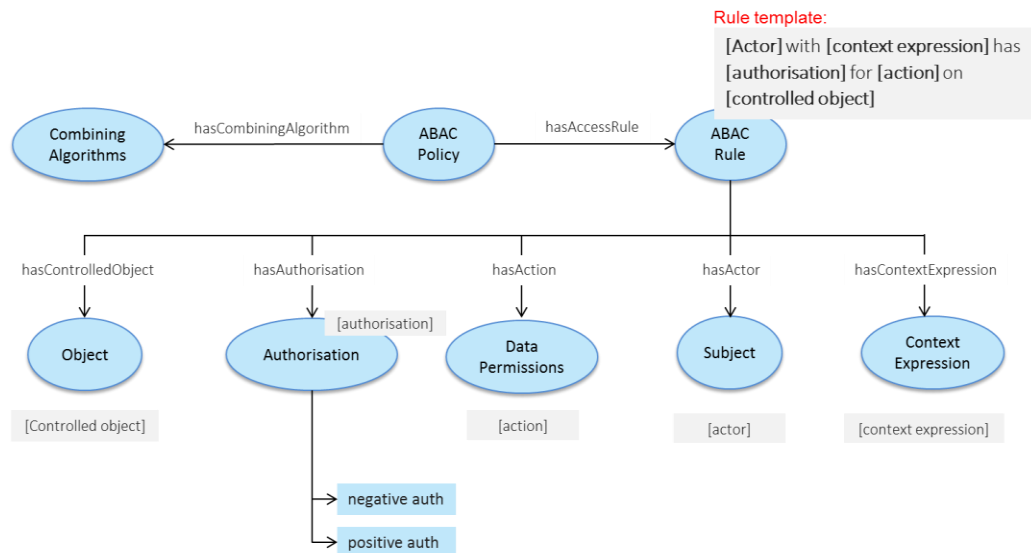 Rule template:
[Actor] with [context expression] has
[authorisation] for [action] on
[controlled object]
Combining
Algorithms
hasCombiningAlgorithm
ABAC
Policy
hasAccessRule
ABAC
Rule
hasControlledObject
hasAuthorisation
hasAction
hasActor
hasContextExpression
[authorisation]
Object
Authorisation
Data
Permissions
Subject
Context
Expression
[Controlled object]
[action]
[actor]
[context expression]
negative auth
positive auth